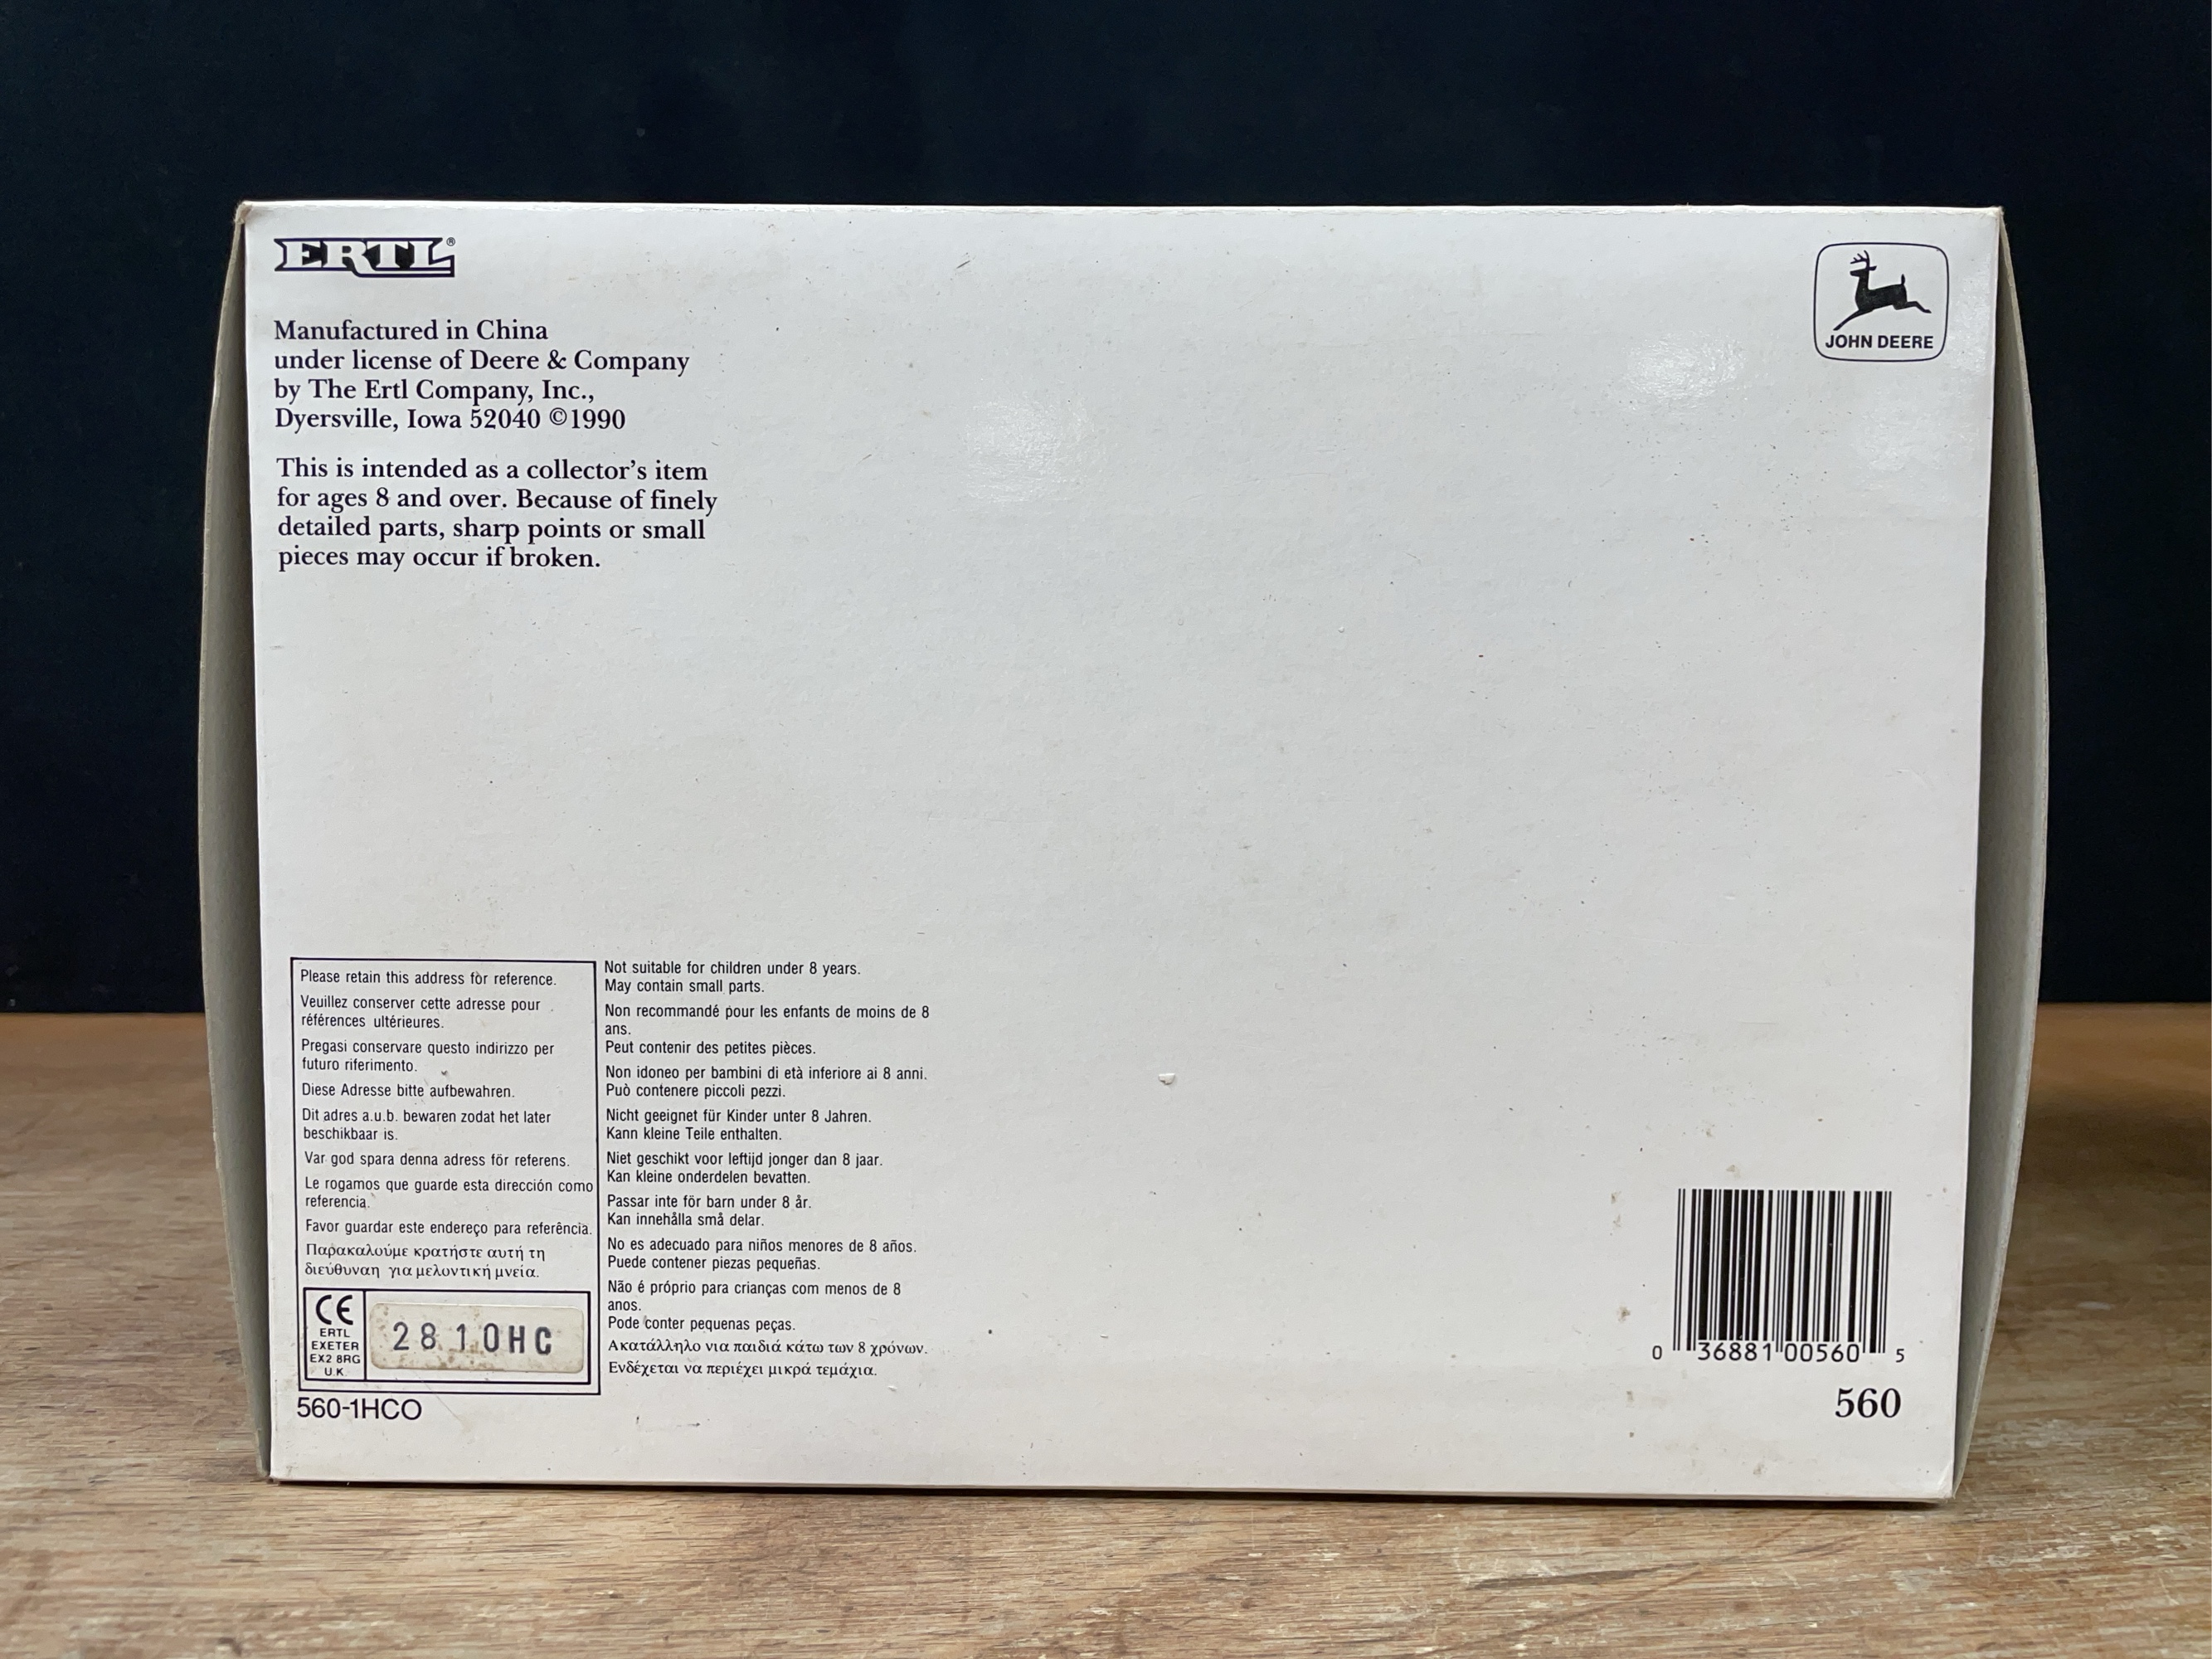 ERTL®
JOHN DEERE
Manufactured in China
under license of Deere & Company
by The Ertl Company, Inc.,
Dyersville, Iowa 52040 ©1990
This is intended as a collector's item
for ages 8 and over. Because of finely
detailed parts, sharp points or small
pieces may occur if broken.
Please retain this address for reference.
Veuillez conserver cette adresse pour
références ultérieures.
Pregasi conservare questo indirizzo per
futuro riferimento.
Diese Adresse bitte aufbewahren.
Dit adres a.u.b. bewaren zodat het later
beschikbaar is.
Var god spara denna adress för referens.
Le rogamos que guarde esta dirección como
referencia.
Favor guardar este endereço para referência.
Παρακαλούμε κρατήστε αυτή τη
διεύθυναη για μελοντική μνεία.
CE
ERTL
EXETER
EX2 8RG
U.K.
2810HC
560-1HCO
Not suitable for children under 8 years.
May contain small parts.
Non recommandé pour les enfants de moins de 8
ans.
Peut contenir des petites pièces.
Non idoneo per bambini di età inferiore ai 8 anni.
Può contenere piccoli pezzi.
Nicht geeignet für Kinder unter 8 Jahren.
Kann kleine Teile enthalten.
Niet geschikt voor leftijd jonger dan 8 jaar.
Kan kleine onderdelen bevatten.
Passar inte för barn under 8 år.
Kan innehålla små delar.
No es adecuado para niños menores de 8 años.
Puede contener piezas pequeñas.
Não é próprio para crianças com menos de 8
anos.
Pode conter pequenas peças.
Ακατάλληλο νια παιδιά κάτω των 8 χρόνων.
Ενδέχεται να περιέχει μικρά τεμάχια.
0 36881 00560 5
560